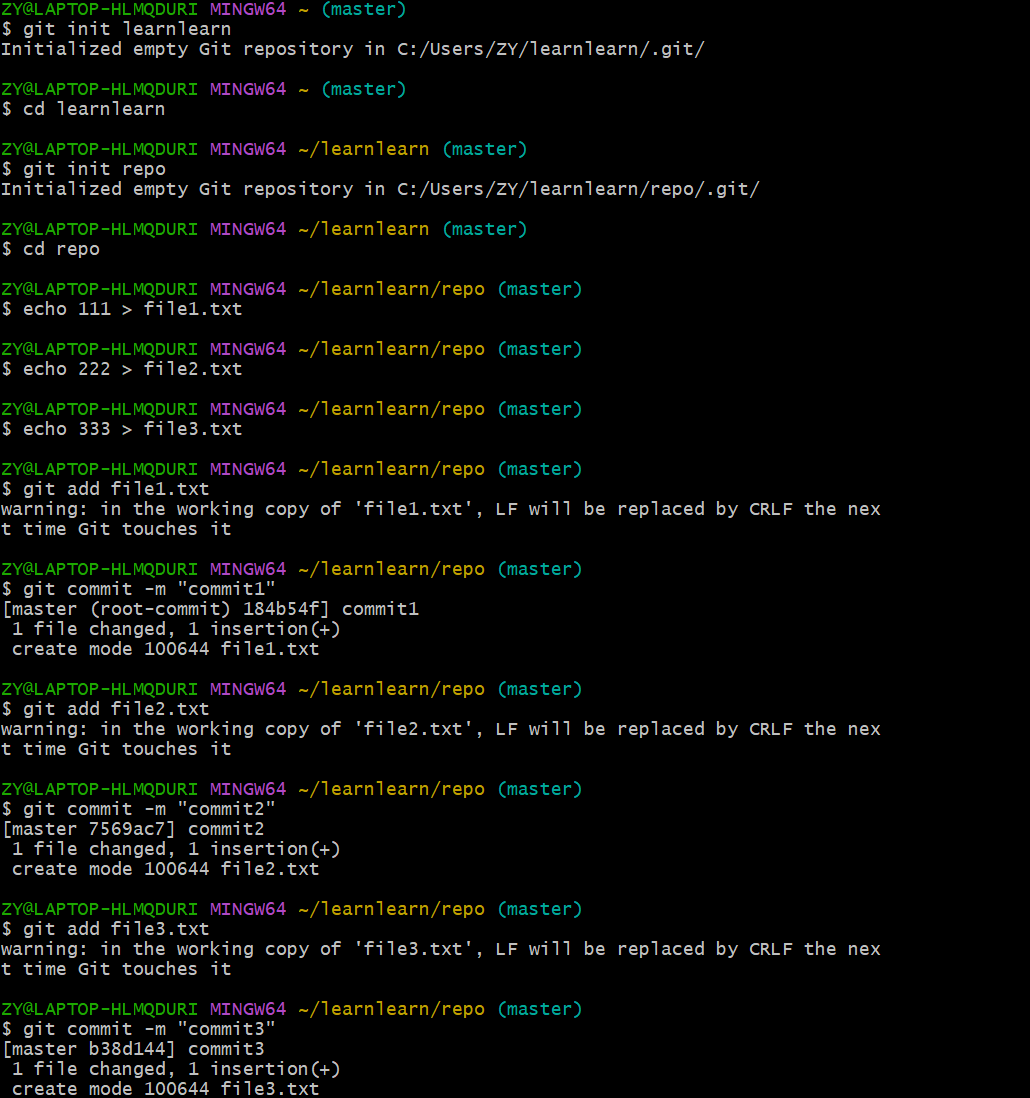 ZY@LAPTOP-HLMQDURI MINGW64 ~ (master)
$ git init learnlearn
Initialized empty Git repository in C:/Users/ZY/learnlearn/.git/
ZY@LAPTOP-HLMQDURI MINGW64 ~ (master)
$ cd learnlearn
ZY@LAPTOP-HLMQDURI MINGW64 ~/learnlearn (master)
$ git init repo
Initialized empty Git repository in C:/Users/ZY/learnlearn/repo/.git/
ZY@LAPTOP-HLMQDURI MINGW64 ~/learnlearn (master)
$ cd repo
ZY@LAPTOP-HLMQDURI MINGW64 ~/learnlearn/repo (master)
$ echo 111 > file1.txt
ZY@LAPTOP-HLMQDURI MINGW64 ~/learnlearn/repo (master)
$ echo 222 > file2.txt
ZY@LAPTOP-HLMQDURI MINGW64 ~/learnlearn/repo (master)
$ echo 333 > file3.txt
ZY@LAPTOP-HLMQDURI MINGW64 ~/learnlearn/repo (master)
$ git add file1.txt
warning: in the working copy of 'file1.txt', LF will be replaced by CRLF the nex
t time Git touches it
ZY@LAPTOP-HLMQDURI MINGW64 ~/learnlearn/repo (master)
$ git commit -m "commit1"
[master (root-commit) 184b54f] commit1
 1 file changed, 1 insertion(+)
 create mode 100644 file1.txt
ZY@LAPTOP-HLMQDURI MINGW64 ~/learnlearn/repo (master)
$ git add file2.txt
warning: in the working copy of 'file2.txt', LF will be replaced by CRLF the nex
t time Git touches it
ZY@LAPTOP-HLMQDURI MINGW64 ~/learnlearn/repo (master)
$ git commit -m "commit2"
[master 7569ac7] commit2
 1 file changed, 1 insertion(+)
 create mode 100644 file2.txt
ZY@LAPTOP-HLMQDURI MINGW64 ~/learnlearn/repo (master)
$ git add file3.txt
warning: in the working copy of 'file3.txt', LF will be replaced by CRLF the nex
t time Git touches it
ZY@LAPTOP-HLMQDURI MINGW64 ~/learnlearn/repo (master)
$ git commit -m "commit3"
[master b38d144] commit3
 1 file changed, 1 insertion(+)
 create mode 100644 file3.txt